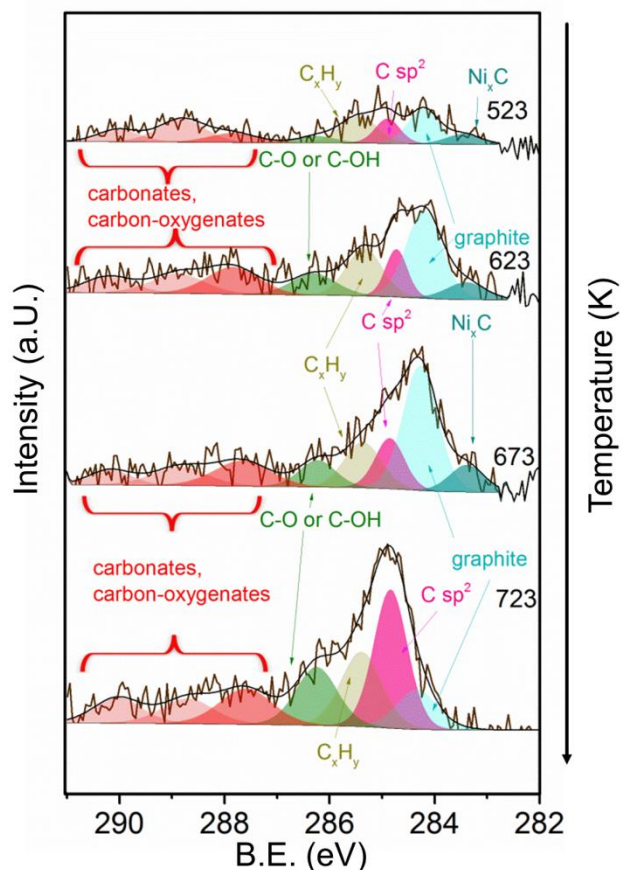 CxHy
C sp²
NixC
523
C-O or C-OH
carbonates,
carbon-oxygenates
graphite
623
C sp²
NixC
CxHy
673
C-O or C-OH
graphite
carbonates,
carbon-oxygenates
C sp²
723
CxHy
290 288 286 284 282
B.E. (eV)
Intensity (a.U.)
Temperature (K)